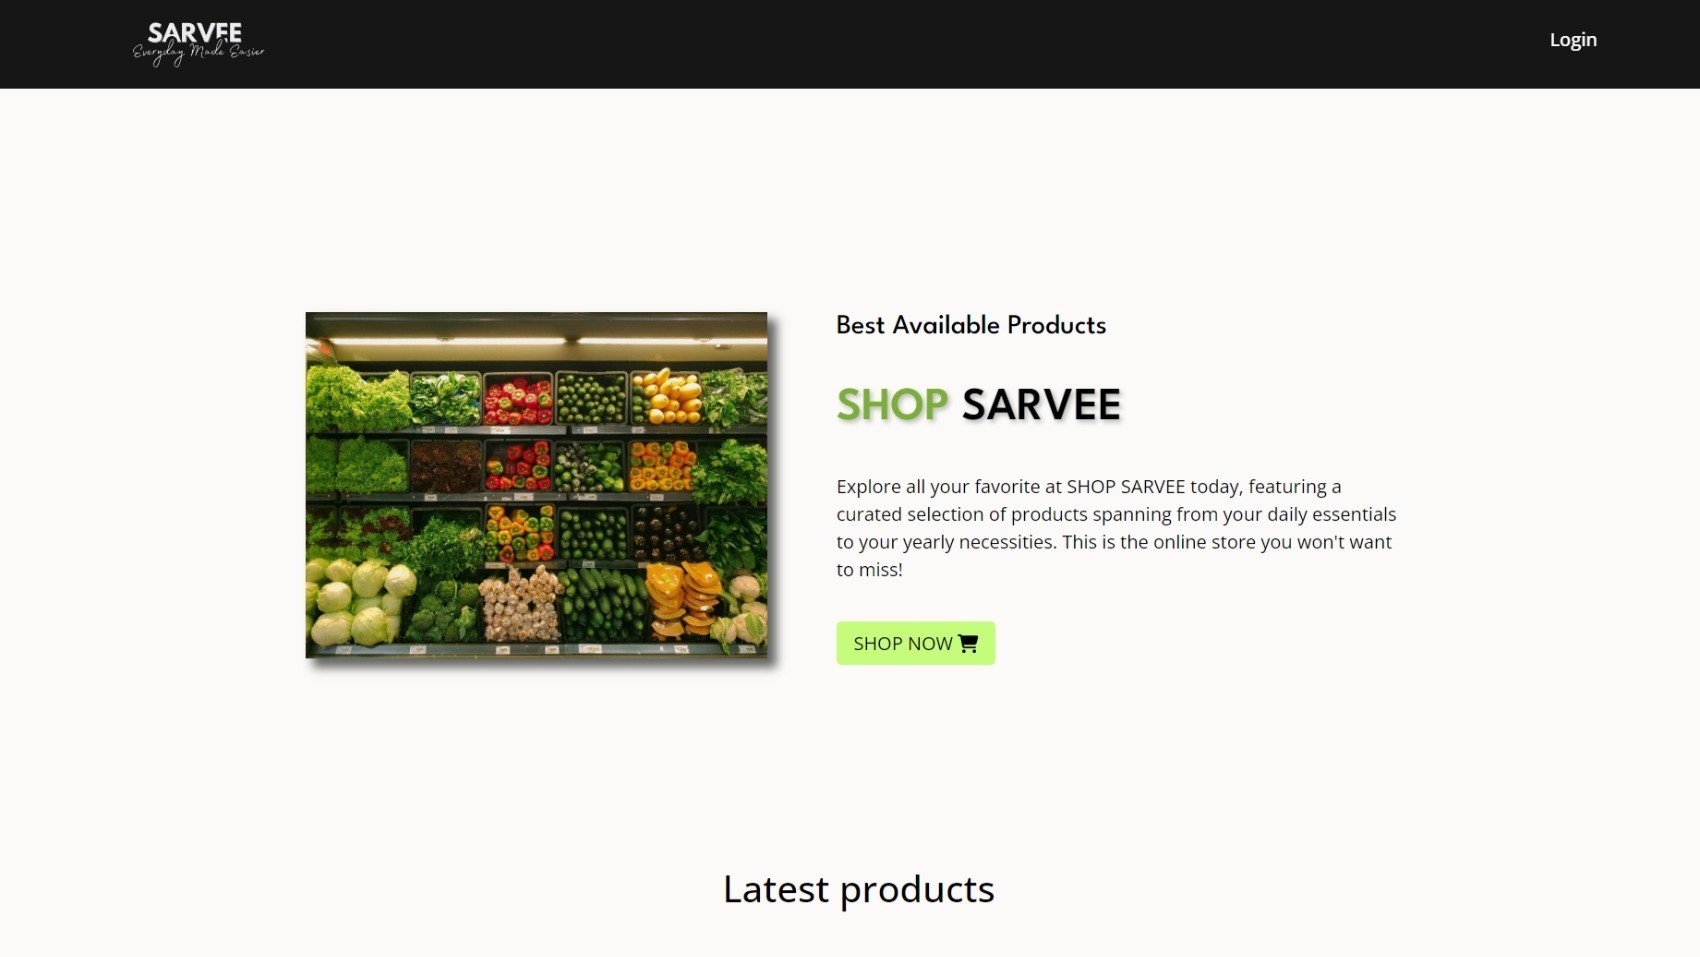 SARVEE
Everyday Made Easier
Login
Best Available Products
SHOP SARVEE
Explore all your favorite at SHOP SARVEE today, featuring a
curated selection of products spanning from your daily essentials
to your yearly necessities. This is the online store you won't want
to miss!
SHOP NOW
Latest products